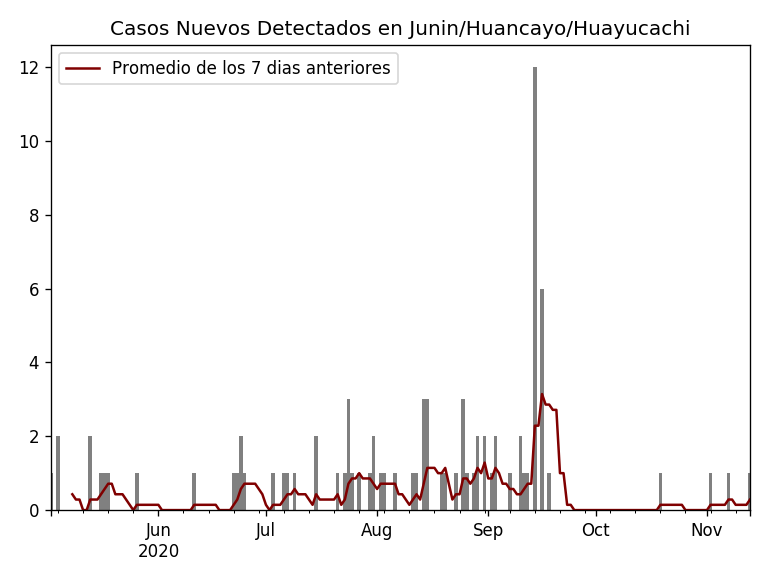 Casos Nuevos Detectados en Junin/Huancayo/Huayucachi
Promedio de los 7 dias anteriores
12
10
8
6
4
2
0
Jun Jul Aug Sep Oct Nov
2020